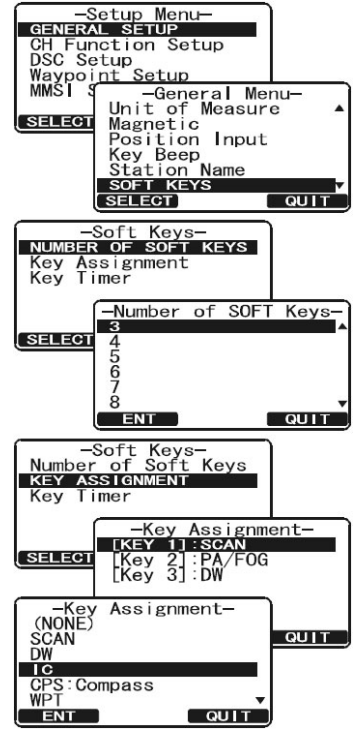 —Setup Menu—
GENERAL SETUP
CH Function Setup
DSC Setup
Waypoint Setup
MMSI S
SELECT
—General Menu—
Unit of Measure
Magnetic
Position Input
Key Beep
Station Name
SOFT KEYS
SELECT QUIT
—Soft Keys—
NUMBER OF SOFT KEYS
Key Assignment
Key Timer
SELECT
—Number of SOFT Keys—
3
4
5
6
7
8
ENT QUIT
—Soft Keys—
Number of Soft Keys
KEY ASSIGNMENT
Key Timer
SELECT
—Key Assignment—
[KEY 1]:SCAN
[Key 2]:PA/FOG
[Key 3]:DW
QUIT
—Key Assignment—
(NONE)
SCAN
DW
IC
CPS:Compass
WPT
ENT QUIT